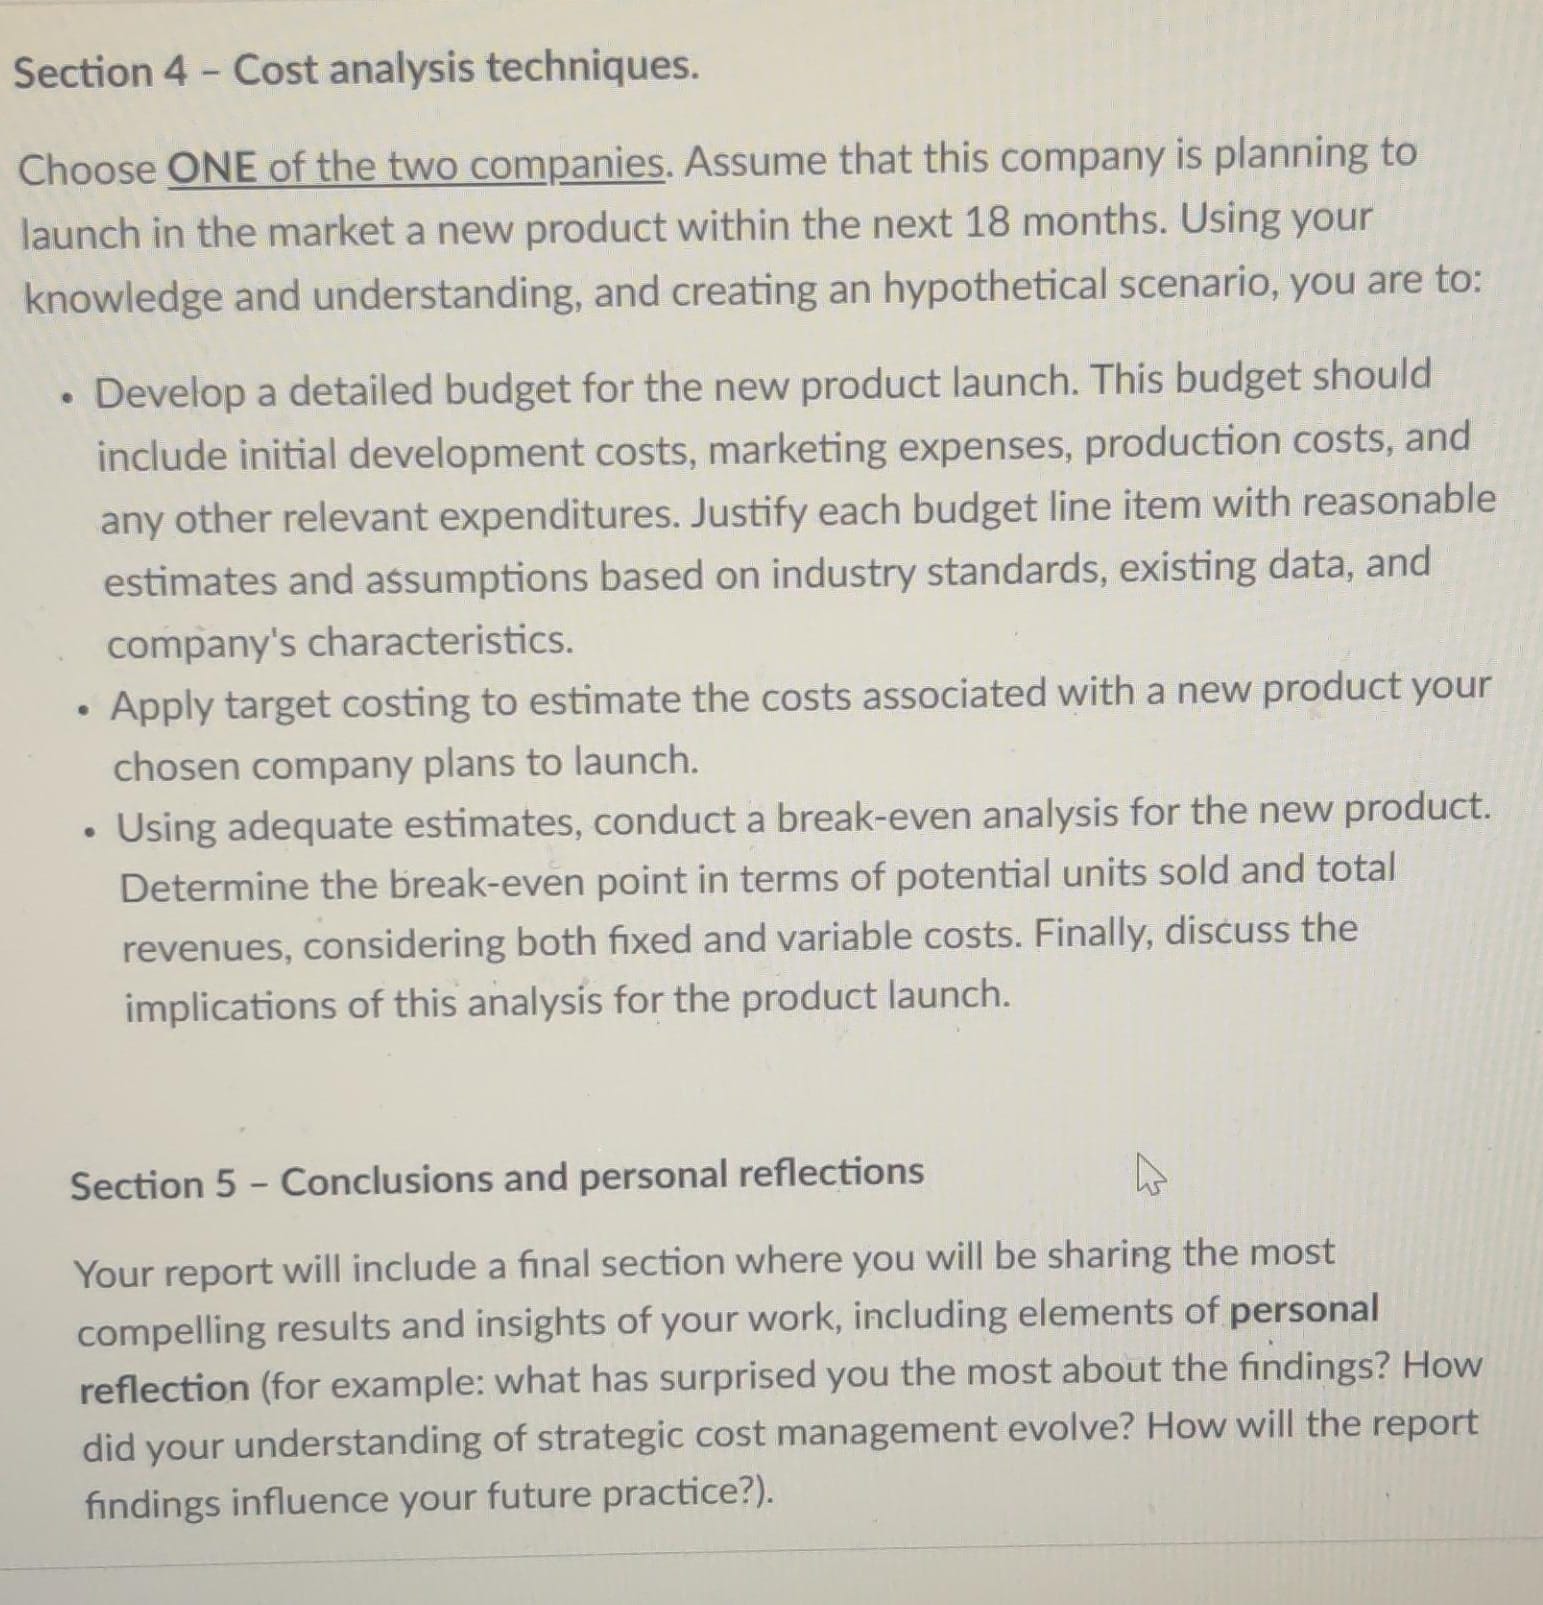 Section 4 – Cost analysis techniques.
Choose ONE of the two companies. Assume that this company is planning to
launch in the market a new product within the next 18 months. Using your
knowledge and understanding, and creating an hypothetical scenario, you are to:
• Develop a detailed budget for the new product launch. This budget should
include initial development costs, marketing expenses, production costs, and
any other relevant expenditures. Justify each budget line item with reasonable
estimates and assumptions based on industry standards, existing data, and
company's characteristics.
• Apply target costing to estimate the costs associated with a new product your
chosen company plans to launch.
• Using adequate estimates, conduct a break-even analysis for the new product.
Determine the break-even point in terms of potential units sold and total
revenues, considering both fixed and variable costs. Finally, discuss the
implications of this analysis for the product launch.
Section 5 – Conclusions and personal reflections
Your report will include a final section where you will be sharing the most
compelling results and insights of your work, including elements of personal
reflection (for example: what has surprised you the most about the findings? How
did your understanding of strategic cost management evolve? How will the report
findings influence your future practice?).